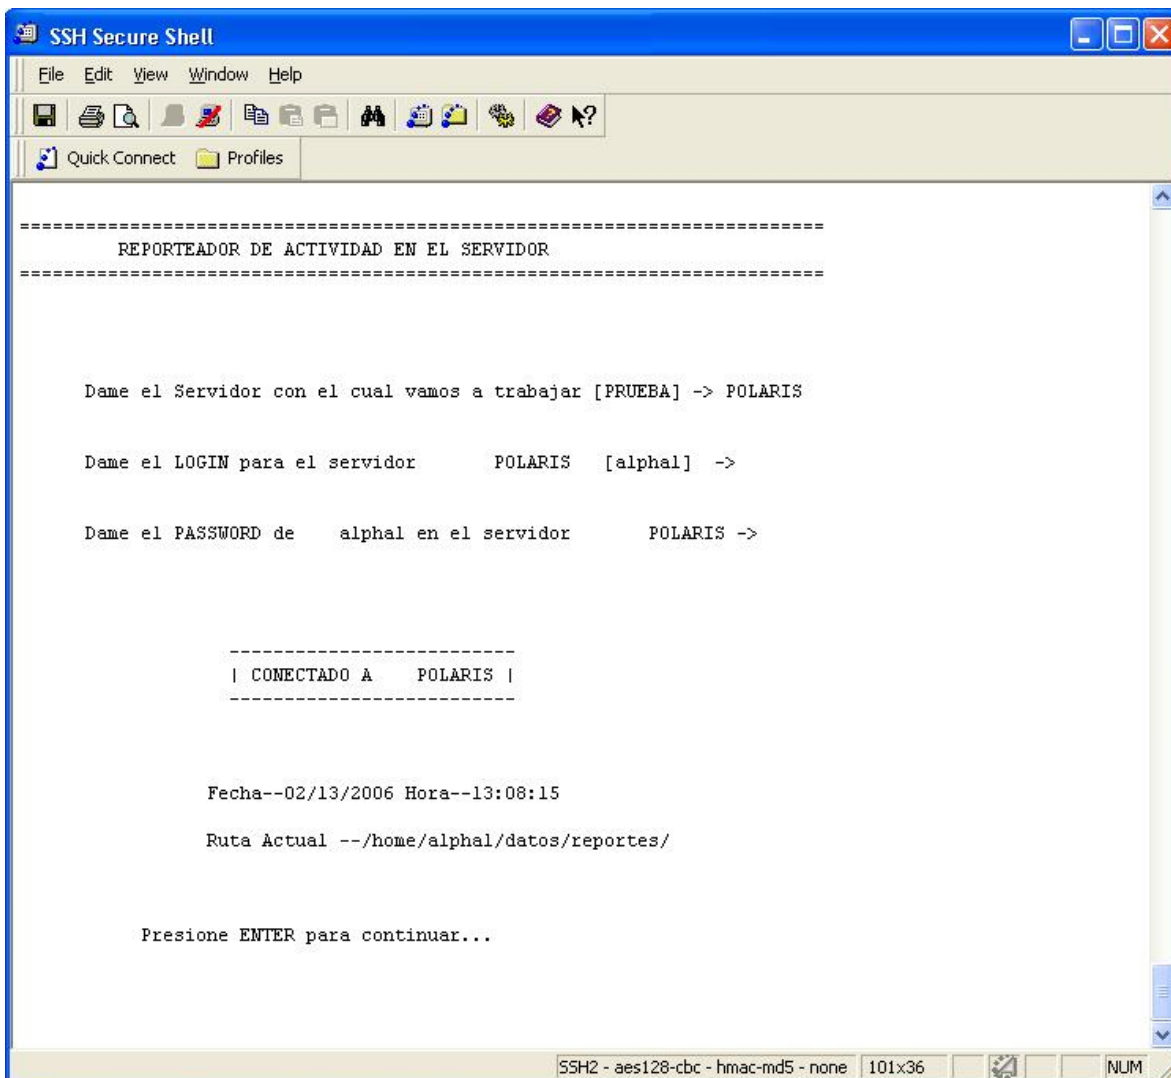 SSH Secure Shell
File Edit View Window Help
Quick Connect Profiles
=========================================================================
REPORTEADOR DE ACTIVIDAD EN EL SERVIDOR
=========================================================================
Dame el Servidor con el cual vamos a trabajar [PRUEBA] -> POLARIS
Dame el LOGIN para el servidor POLARIS [alphal] ->
Dame el PASSWORD de alphal en el servidor POLARIS ->
--------------------------
| CONECTADO A POLARIS |
--------------------------
Fecha--02/13/2006 Hora--13:08:15
Ruta Actual --/home/alphal/datos/reportes/
Presione ENTER para continuar...
SSH2 - aes128-cbc - hmac-md5 - none 101x36 NUM